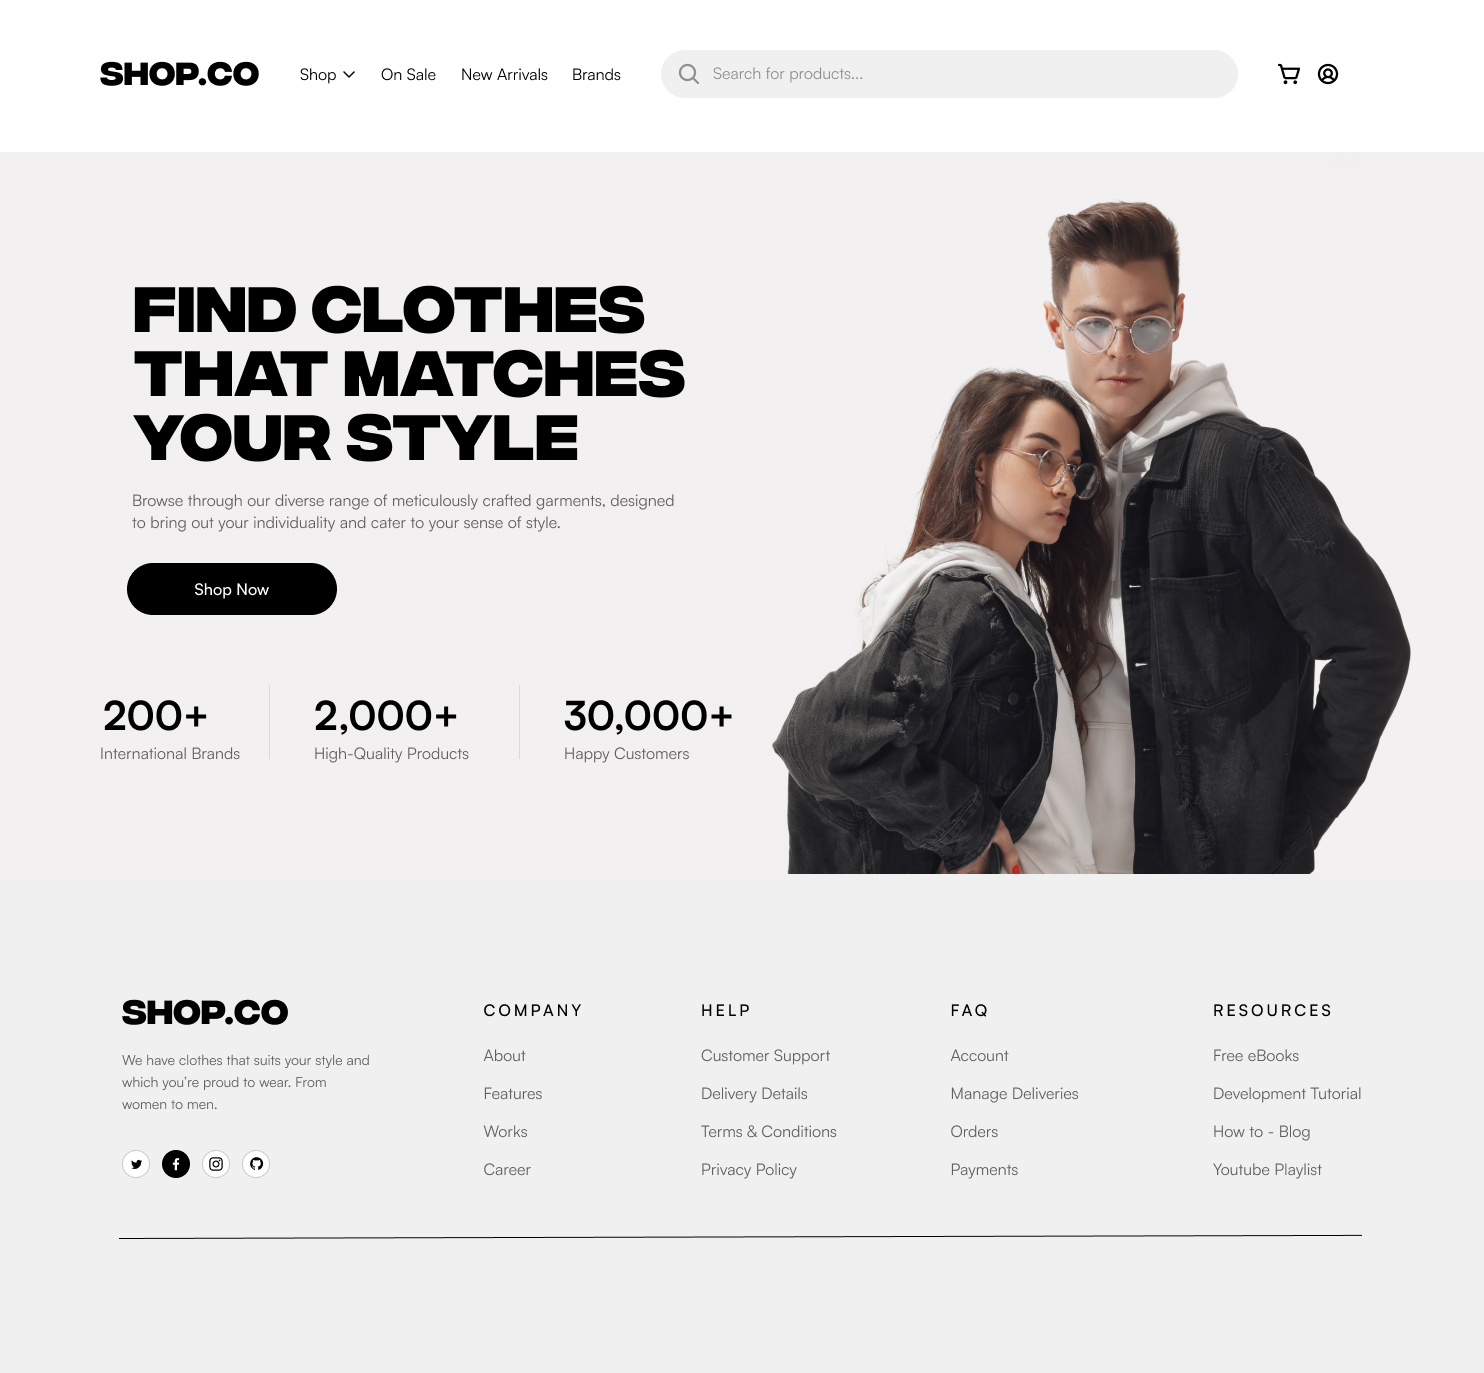 SHOP.CO
Shop
On Sale
New Arrivals
Brands
Search for products...
FIND CLOTHES
THAT MATCHES
YOUR STYLE
Browse through our diverse range of meticulously crafted garments, designed
to bring out your individuality and cater to your sense of style.
Shop Now
200+
International Brands
2,000+
High-Quality Products
30,000+
Happy Customers
SHOP.CO
We have clothes that suits your style and
which you’re proud to wear. From
women to men.
COMPANY
About
Features
Works
Career
HELP
Customer Support
Delivery Details
Terms & Conditions
Privacy Policy
FAQ
Account
Manage Deliveries
Orders
Payments
RESOURCES
Free eBooks
Development Tutorial
How to - Blog
Youtube Playlist